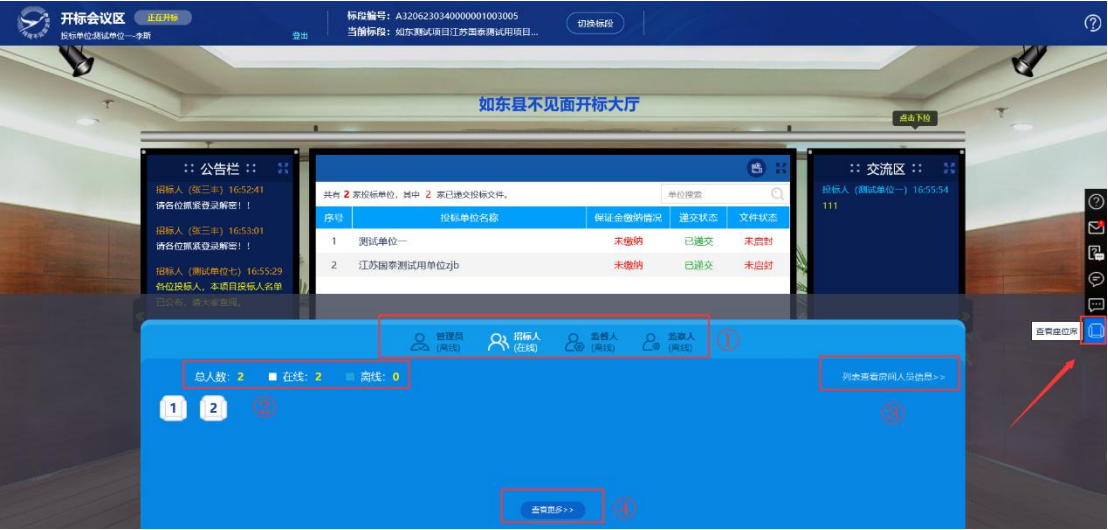 开标会议区 正在开标
投标单位:测试单位一--李斯
登出
标段编号: A3206230340000001003005
当前标段: 如东测试项目江苏国泰测试用项目...
切换标段
如东县不见面开标大厅
点击下拉
:: 公告栏 ::
招标人 (张三丰) 16:52:41
请各位抓紧登录解密！！
招标人 (张三丰) 16:53:01
请各位抓紧登录解密！！
招标人 (测试单位七) 16:55:29
各位投标人，本项目投标人名单
已公布，请大家查阅。
共有 2 家投标单位，其中 2 家已递交投标文件。
单位搜索
序号 投标单位名称 保证金缴纳情况 递交状态 文件状态
1 测试单位一 未缴纳 已递交 未启封
2 江苏国泰测试用单位zjb 未缴纳 已递交 未启封
:: 交流区 ::
投标人 (测试单位一) 16:55:54
111
查看座位席
管理员 (离线) 招标人 (在线) 监督人 (离线) 监察人 (离线) ①
总人数: 2 在线: 2 离线: 0
②
列表查看房间人员信息>>
③
1 2
查看更多>>
④